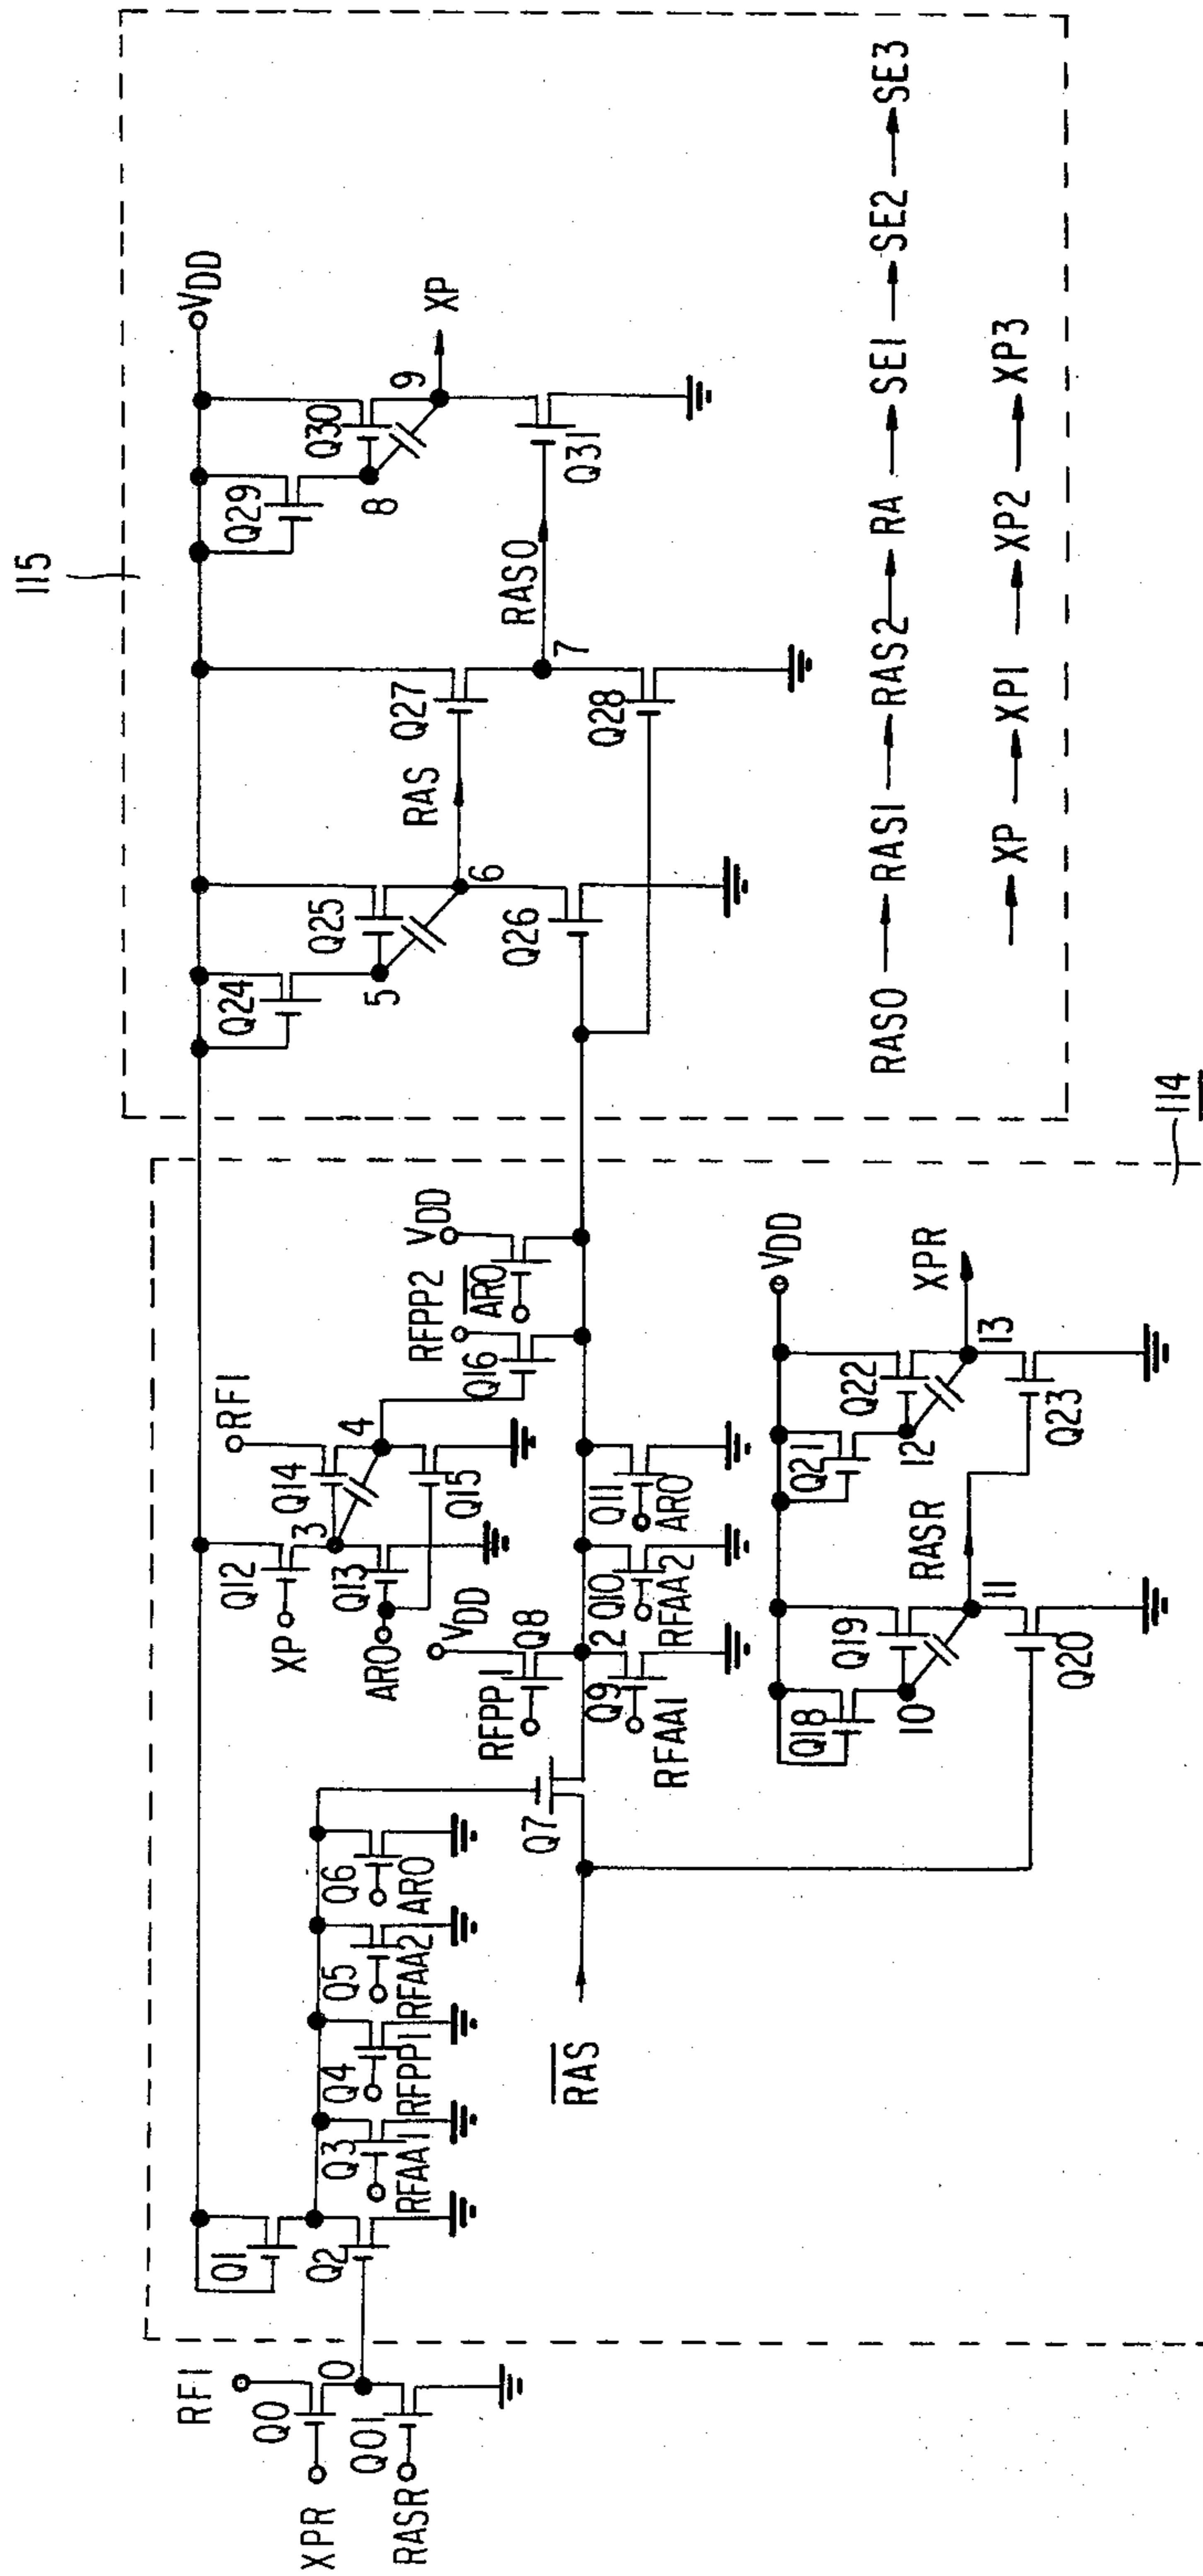 115
114
RF1
XPR
Q0
0
Q01
RASR
Q1
Q2
Q3
RFAA1
Q4
RFPP1
Q5
RFAA2
Q6
ARO
RAS
Q7
XP
Q12
3
Q13
ARO
RF1
Q14
4
Q15
VDD
RFPP1
Q8
2
Q9
RFAA1
Q10
RFAA2
Q11
ARO
RFPP2
Q16
VDD
ARO
VDD
Q18
10
Q19
11
Q20
RASR
Q21
12
Q22
13
XPR
Q23
VDD
Q24
5
Q25
6
Q26
RAS
Q27
7
Q28
RASO
Q29
8
Q30
9
XP
Q31
RASO RAS1 RAS2 RA SE1 SE2 SE3
XP XP1 XP2 XP3